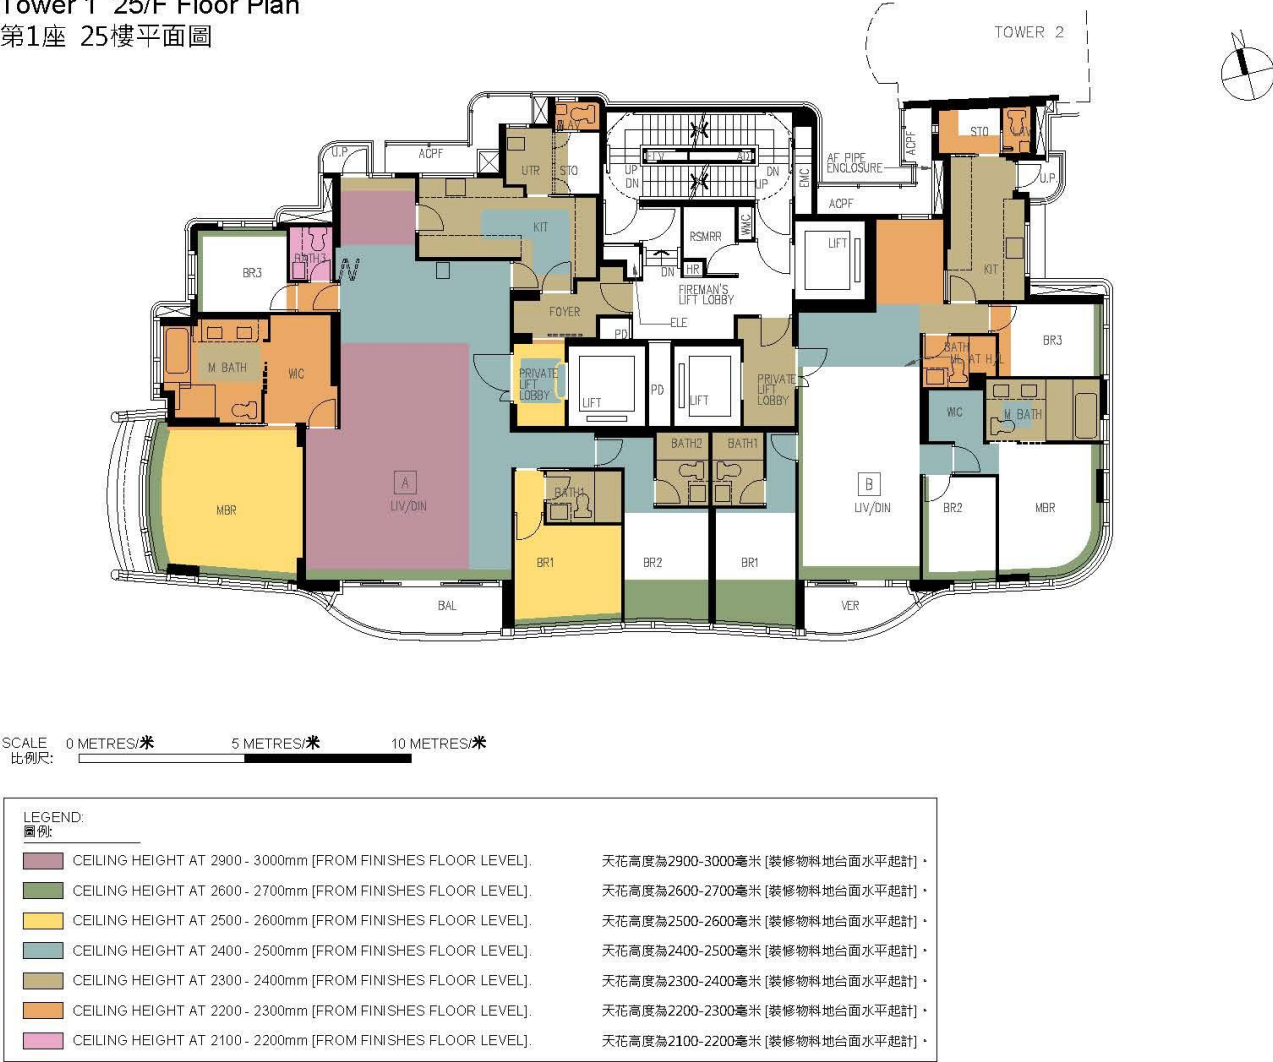 Tower 1 25/F Floor Plan
第1座 25樓平面圖
TOWER 2
U.P
ACPF
LAV
UTR
STO
UP
DN
DN
UP
EMC
AF PIPE
ENCLOSURE
ACPF
ACPF
STO
LAV
U.P
KIT
BR3
BATH3
RSMRR
WMC
LIFT
KIT
DN
HR
FIREMAN'S
LIFT LOBBY
FOYER
ELE
PD
BR3
BATH
M BATH
WIC
PRIVATE
LIFT
LOBBY
LIFT
PD
LIFT
PRIVATE
LIFT
LOBBY
WIC
M BATH
BATH2
BATH1
A
LIV/DIN
BATH1
B
LIV/DIN
MBR
BR2
MBR
BR1
BR2
BR1
BAL
VER
SCALE 0 METRES/米 5 METRES/米 10 METRES/米
比例尺:
LEGEND:
圖例:
CEILING HEIGHT AT 2900 - 3000mm [FROM FINISHES FLOOR LEVEL]. 天花高度為2900-3000毫米 [裝修物料地台面水平起計]。
CEILING HEIGHT AT 2600 - 2700mm [FROM FINISHES FLOOR LEVEL]. 天花高度為2600-2700毫米 [裝修物料地台面水平起計]。
CEILING HEIGHT AT 2500 - 2600mm [FROM FINISHES FLOOR LEVEL]. 天花高度為2500-2600毫米 [裝修物料地台面水平起計]。
CEILING HEIGHT AT 2400 - 2500mm [FROM FINISHES FLOOR LEVEL]. 天花高度為2400-2500毫米 [裝修物料地台面水平起計]。
CEILING HEIGHT AT 2300 - 2400mm [FROM FINISHES FLOOR LEVEL]. 天花高度為2300-2400毫米 [裝修物料地台面水平起計]。
CEILING HEIGHT AT 2200 - 2300mm [FROM FINISHES FLOOR LEVEL]. 天花高度為2200-2300毫米 [裝修物料地台面水平起計]。
CEILING HEIGHT AT 2100 - 2200mm [FROM FINISHES FLOOR LEVEL]. 天花高度為2100-2200毫米 [裝修物料地台面水平起計]。